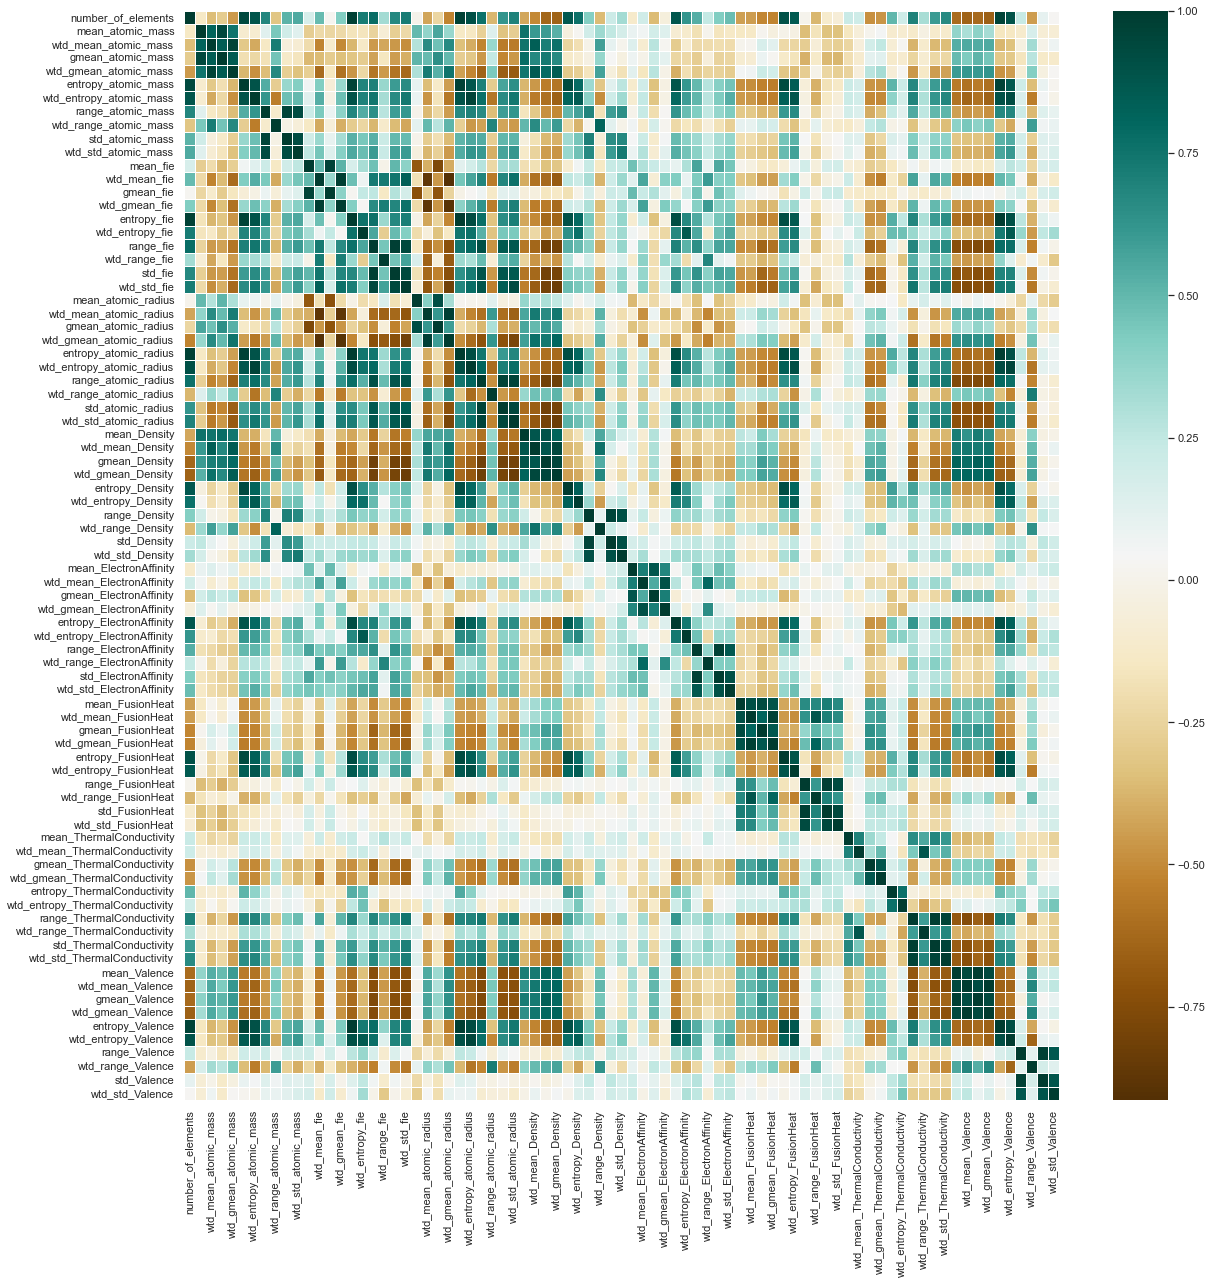 number_of_elements
mean_atomic_mass
wtd_mean_atomic_mass
gmean_atomic_mass
wtd_gmean_atomic_mass
entropy_atomic_mass
wtd_entropy_atomic_mass
range_atomic_mass
wtd_range_atomic_mass
std_atomic_mass
wtd_std_atomic_mass
mean_fie
wtd_mean_fie
gmean_fie
wtd_gmean_fie
entropy_fie
wtd_entropy_fie
range_fie
wtd_range_fie
std_fie
wtd_std_fie
mean_atomic_radius
wtd_mean_atomic_radius
gmean_atomic_radius
wtd_gmean_atomic_radius
entropy_atomic_radius
wtd_entropy_atomic_radius
range_atomic_radius
wtd_range_atomic_radius
std_atomic_radius
wtd_std_atomic_radius
mean_Density
wtd_mean_Density
gmean_Density
wtd_gmean_Density
entropy_Density
wtd_entropy_Density
range_Density
wtd_range_Density
std_Density
wtd_std_Density
mean_ElectronAffinity
wtd_mean_ElectronAffinity
gmean_ElectronAffinity
wtd_gmean_ElectronAffinity
entropy_ElectronAffinity
wtd_entropy_ElectronAffinity
range_ElectronAffinity
wtd_range_ElectronAffinity
std_ElectronAffinity
wtd_std_ElectronAffinity
mean_FusionHeat
wtd_mean_FusionHeat
gmean_FusionHeat
wtd_gmean_FusionHeat
entropy_FusionHeat
wtd_entropy_FusionHeat
range_FusionHeat
wtd_range_FusionHeat
std_FusionHeat
wtd_std_FusionHeat
mean_ThermalConductivity
wtd_mean_ThermalConductivity
gmean_ThermalConductivity
wtd_gmean_ThermalConductivity
entropy_ThermalConductivity
wtd_entropy_ThermalConductivity
range_ThermalConductivity
wtd_range_ThermalConductivity
std_ThermalConductivity
wtd_std_ThermalConductivity
mean_Valence
wtd_mean_Valence
gmean_Valence
wtd_gmean_Valence
entropy_Valence
wtd_entropy_Valence
range_Valence
wtd_range_Valence
std_Valence
wtd_std_Valence
number_of_elements
wtd_mean_atomic_mass
wtd_gmean_atomic_mass
wtd_entropy_atomic_mass
wtd_range_atomic_mass
wtd_std_atomic_mass
wtd_mean_fie
wtd_gmean_fie
wtd_entropy_fie
wtd_range_fie
wtd_std_fie
wtd_mean_atomic_radius
wtd_gmean_atomic_radius
wtd_entropy_atomic_radius
wtd_range_atomic_radius
wtd_std_atomic_radius
wtd_mean_Density
wtd_gmean_Density
wtd_entropy_Density
wtd_range_Density
wtd_std_Density
wtd_mean_ElectronAffinity
wtd_gmean_ElectronAffinity
wtd_entropy_ElectronAffinity
wtd_range_ElectronAffinity
wtd_std_ElectronAffinity
wtd_mean_FusionHeat
wtd_gmean_FusionHeat
wtd_entropy_FusionHeat
wtd_range_FusionHeat
wtd_std_FusionHeat
wtd_mean_ThermalConductivity
wtd_gmean_ThermalConductivity
wtd_entropy_ThermalConductivity
wtd_range_ThermalConductivity
wtd_std_ThermalConductivity
wtd_mean_Valence
wtd_gmean_Valence
wtd_entropy_Valence
wtd_range_Valence
wtd_std_Valence
1.00
0.75
0.50
0.25
0.00
-0.25
-0.50
-0.75